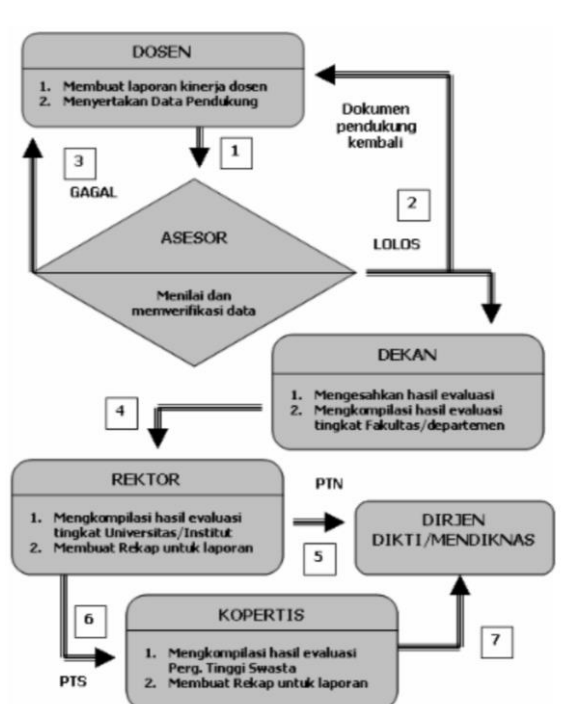 DOSEN
1. Membuat laporan kinerja dosen
2. Menyertakan Data Pendukung
Dokumen
pendukung
kembali
1
3
GAGAL
2
LOLOS
ASESOR
Menilai dan
memverifikasi data
DEKAN
1. Mengesahkan hasil evaluasi
2. Mengkompilasi hasil evaluasi
tingkat Fakultas/departemen
4
REKTOR
1. Mengkompilasi hasil evaluasi
tingkat Universitas/Institut
2. Membuat Rekap untuk laporan
PTN
5
DIRJEN
DIKTI/MENDIKNAS
6
PTS
KOPERTIS
1. Mengkompilasi hasil evaluasi
Perg. Tinggi Swasta
2. Membuat Rekap untuk laporan
7